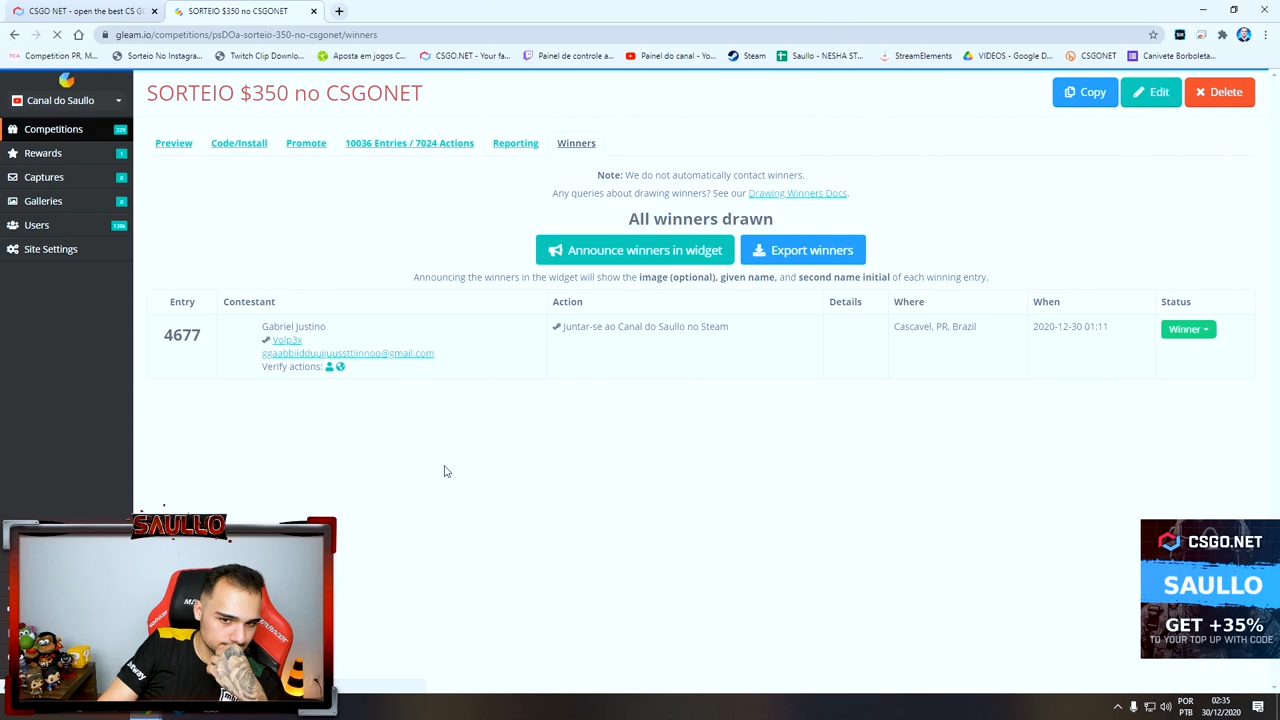 CSGO NET - open the best CS G
SORTEIO $350 no CSGONET
gleam.io/competitions/psDOa-sorteio-350-no-csgonet/winners
Competition PR, M...
Sorteio No Instagra...
Twitch Clip Downlo...
Aposta em jogos C...
CSGO.NET - Your fa...
Painel de controle a...
Painel do canal - Yo...
Steam
Saullo - NESHA ST...
StreamElements
VIDEOS - Google D...
CSGONET
Canivete Borboleta...
Canal do Saullo
Competitions 229
Rewards 1
Captures 0
Galleries 0
Users 126k
Site Settings
SORTEIO $350 no CSGONET
Copy
Edit
Delete
Preview
Code/Install
Promote
10036 Entries / 7024 Actions
Reporting
Winners
Note: We do not automatically contact winners.
Any queries about drawing winners? See our Drawing Winners Docs.
All winners drawn
Announce winners in widget
Export winners
Announcing the winners in the widget will show the image (optional), given name, and second name initial of each winning entry.
Entry
Contestant
Action
Details
Where
When
Status
4677
Gabriel Justino
Volp3x
ggaabbiidduujjuussttiinnoo@gmail.com
Verify actions:
Juntar-se ao Canal do Saullo no Steam
Cascavel, PR, Brazil
2020-12-30 01:11
Winner
SAULLO
CSGO.NET
SAULLO
GET +35%
TO YOUR TOP UP WITH CODE
POR
PTB
02:35
30/12/2020